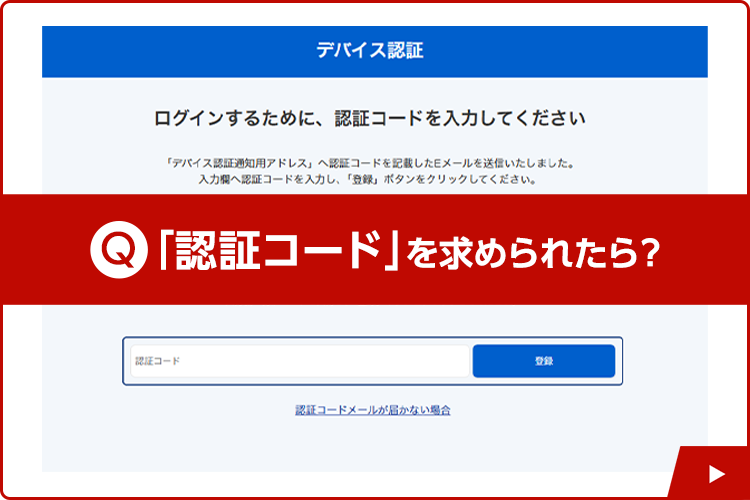 デバイス認証
ログインするために、認証コードを入力してください
「デバイス認証通知用アドレス」へ認証コードを記載したEメールを送信いたしました。
入力欄へ認証コードを入力し、「登録」ボタンをクリックしてください。
Q「認証コード」を求められたら?
認証コード 登録
認証コードメールが届かない場合